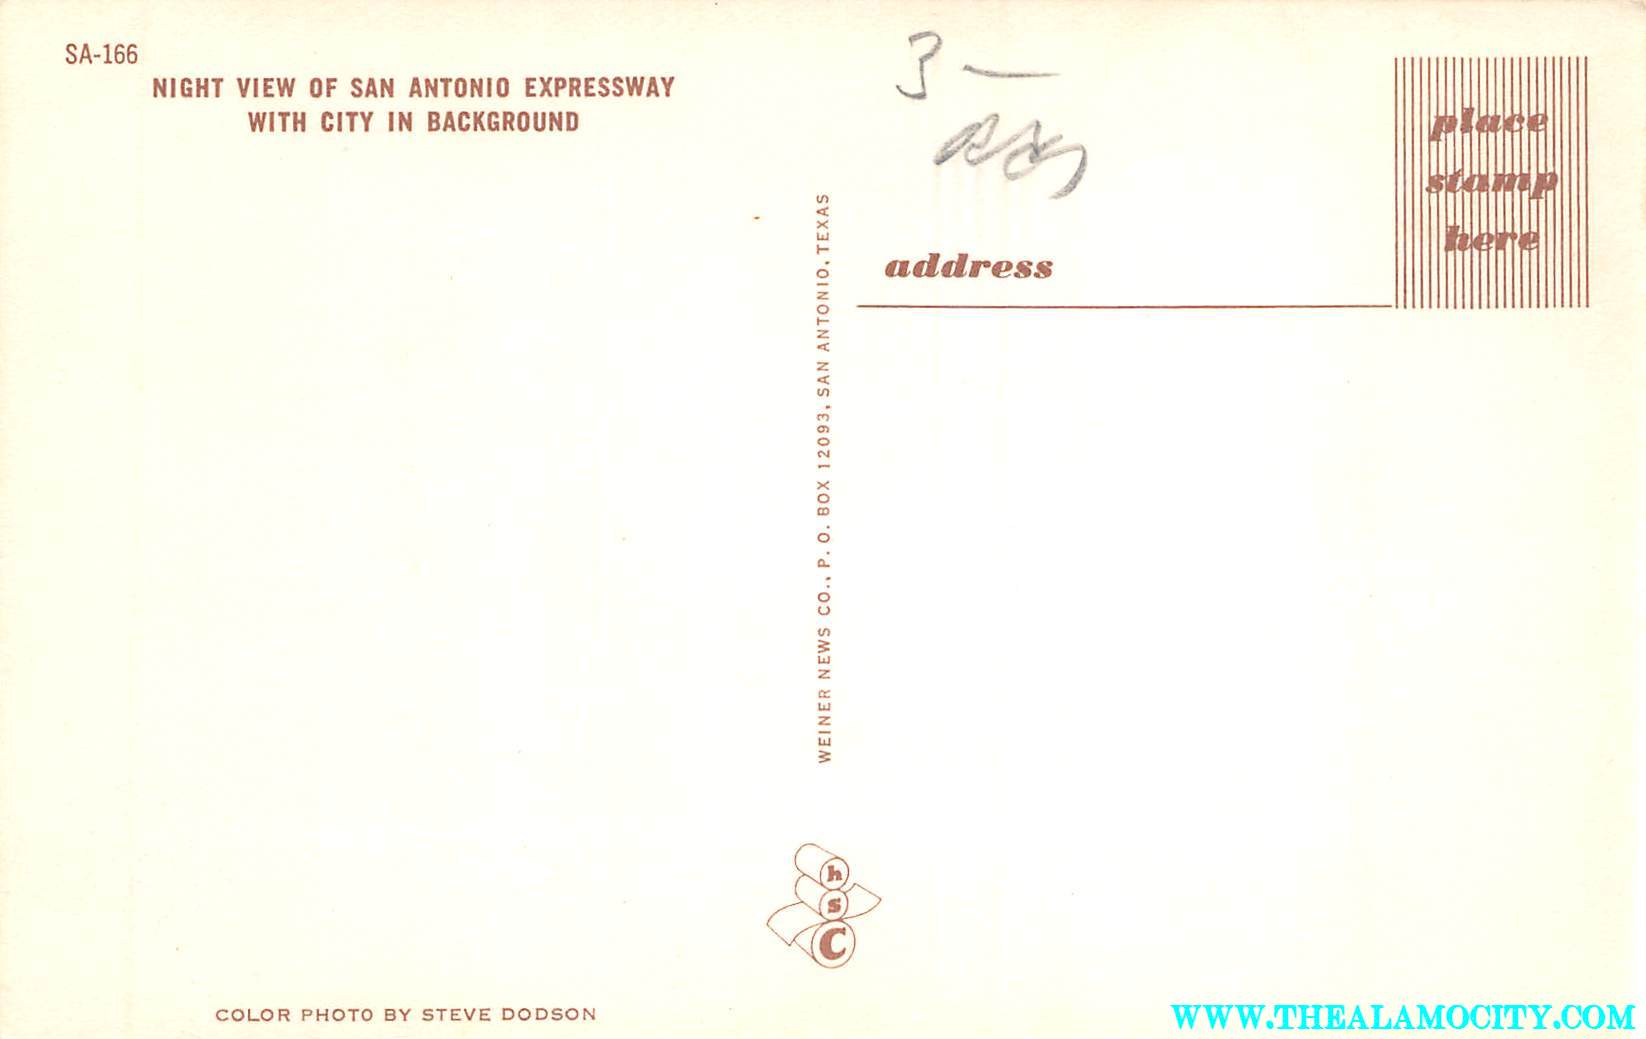 SA-166
NIGHT VIEW OF SAN ANTONIO EXPRESSWAY
WITH CITY IN BACKGROUND
3 —
place
stamp
here
address
WEINER NEWS CO., P. O. BOX 12093, SAN ANTONIO, TEXAS
h
s
C
COLOR PHOTO BY STEVE DODSON
WWW.THEALAMOCITY.COM